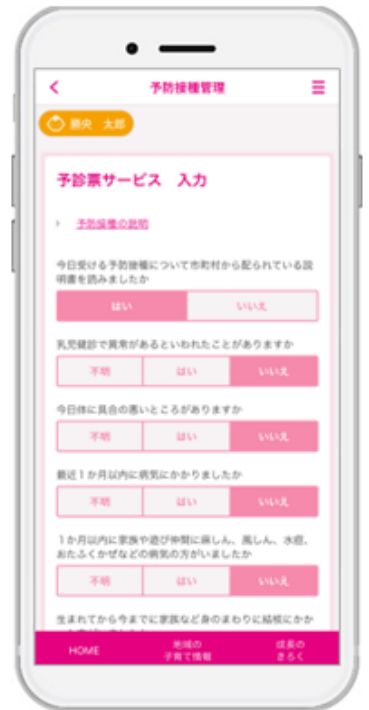 予防接種管理
勝央 太郎
予診票サービス 入力
予防接種の説明
今日受ける予防接種について市町村から配られている説
明書を読みましたか
はい いいえ
乳児健診で異常があるといわれたことがありますか
不明 はい いいえ
今日体に具合の悪いところがありますか
不明 はい いいえ
最近1か月以内に病気にかかりましたか
不明 はい いいえ
1か月以内に家族や遊び仲間に麻しん、風しん、水痘、
おたふくかぜなどの病気の方がいましたか
不明 はい いいえ
生まれてから今までに家族など身のまわりに結核にかか
HOME 地域の
子育て情報 成長の
きろく